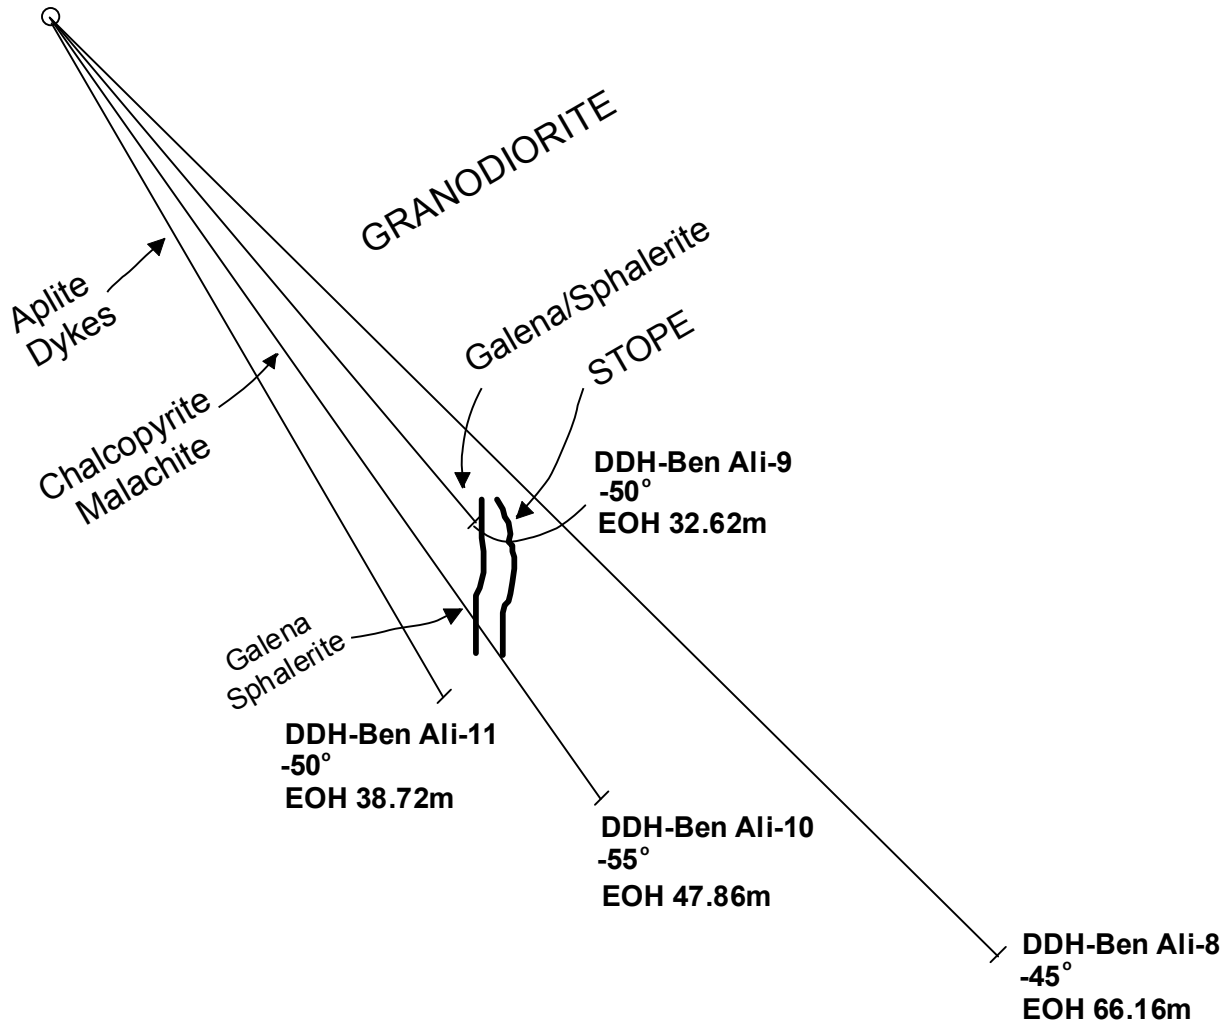 GRANODIORITE
Aplite
Dykes
Galena/Sphalerite
STOPE
Chalcopyrite
Malachite
DDH-Ben Ali-9
-50°
EOH 32.62m
Galena
Sphalerite
DDH-Ben Ali-11
-50°
EOH 38.72m
DDH-Ben Ali-10
-55°
EOH 47.86m
DDH-Ben Ali-8
-45°
EOH 66.16m